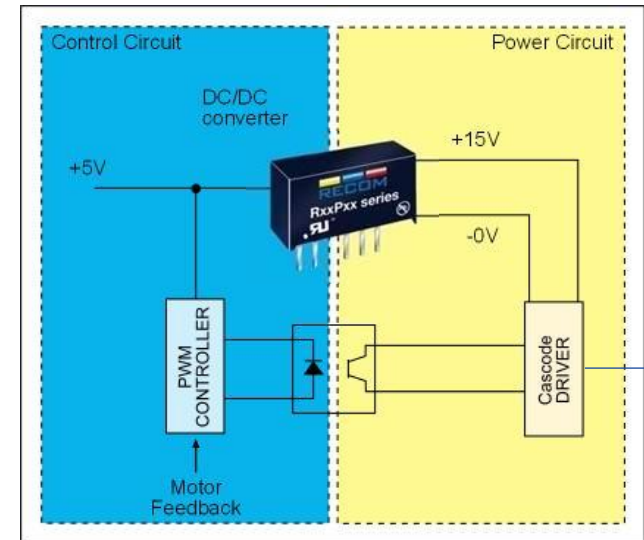 Control Circuit
Power Circuit
DC/DC
converter
+5V
+15V
RECOM
RxxPxx series
-0V
PWM
CONTROLLER
Cascode
DRIVER
Motor
Feedback